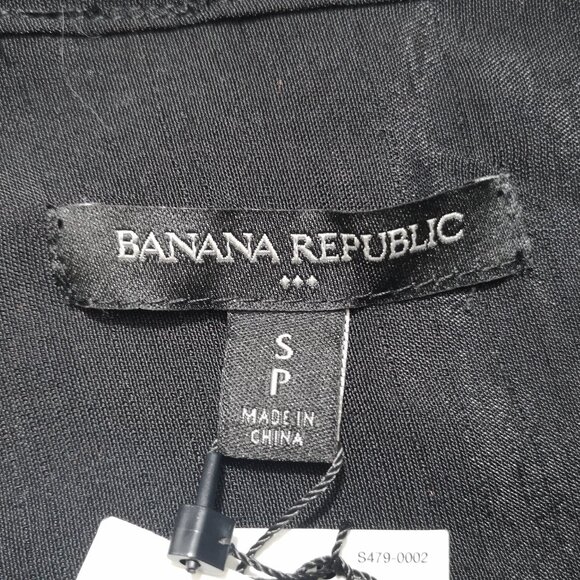 BANANA REPUBLIC
S
P
MADE IN
CHINA
S479-0002